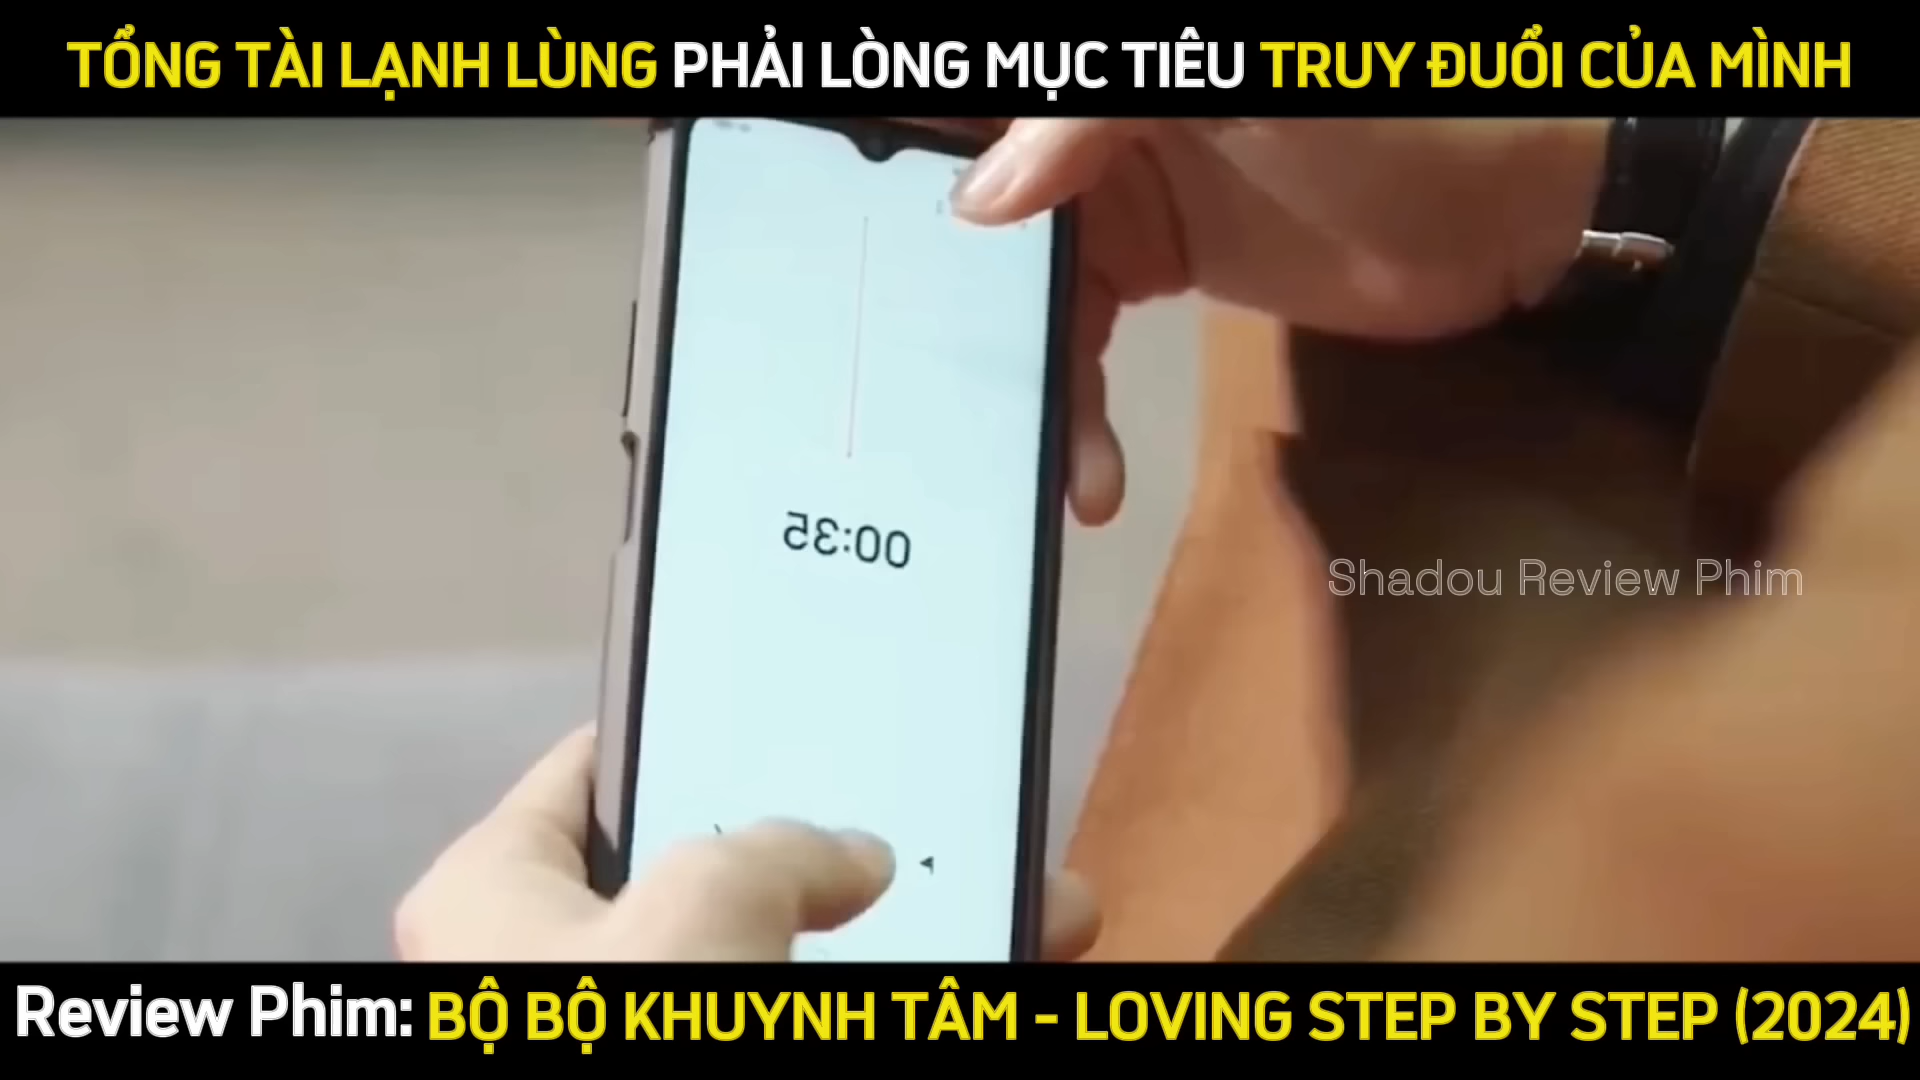 TỔNG TÀI LẠNH LÙNG PHẢI LÒNG MỤC TIÊU TRUY ĐUỔI CỦA MÌNH
00:35
Shadou Review Phim
Review Phim: BỘ BỘ KHUYNH TÂM - LOVING STEP BY STEP (2024)